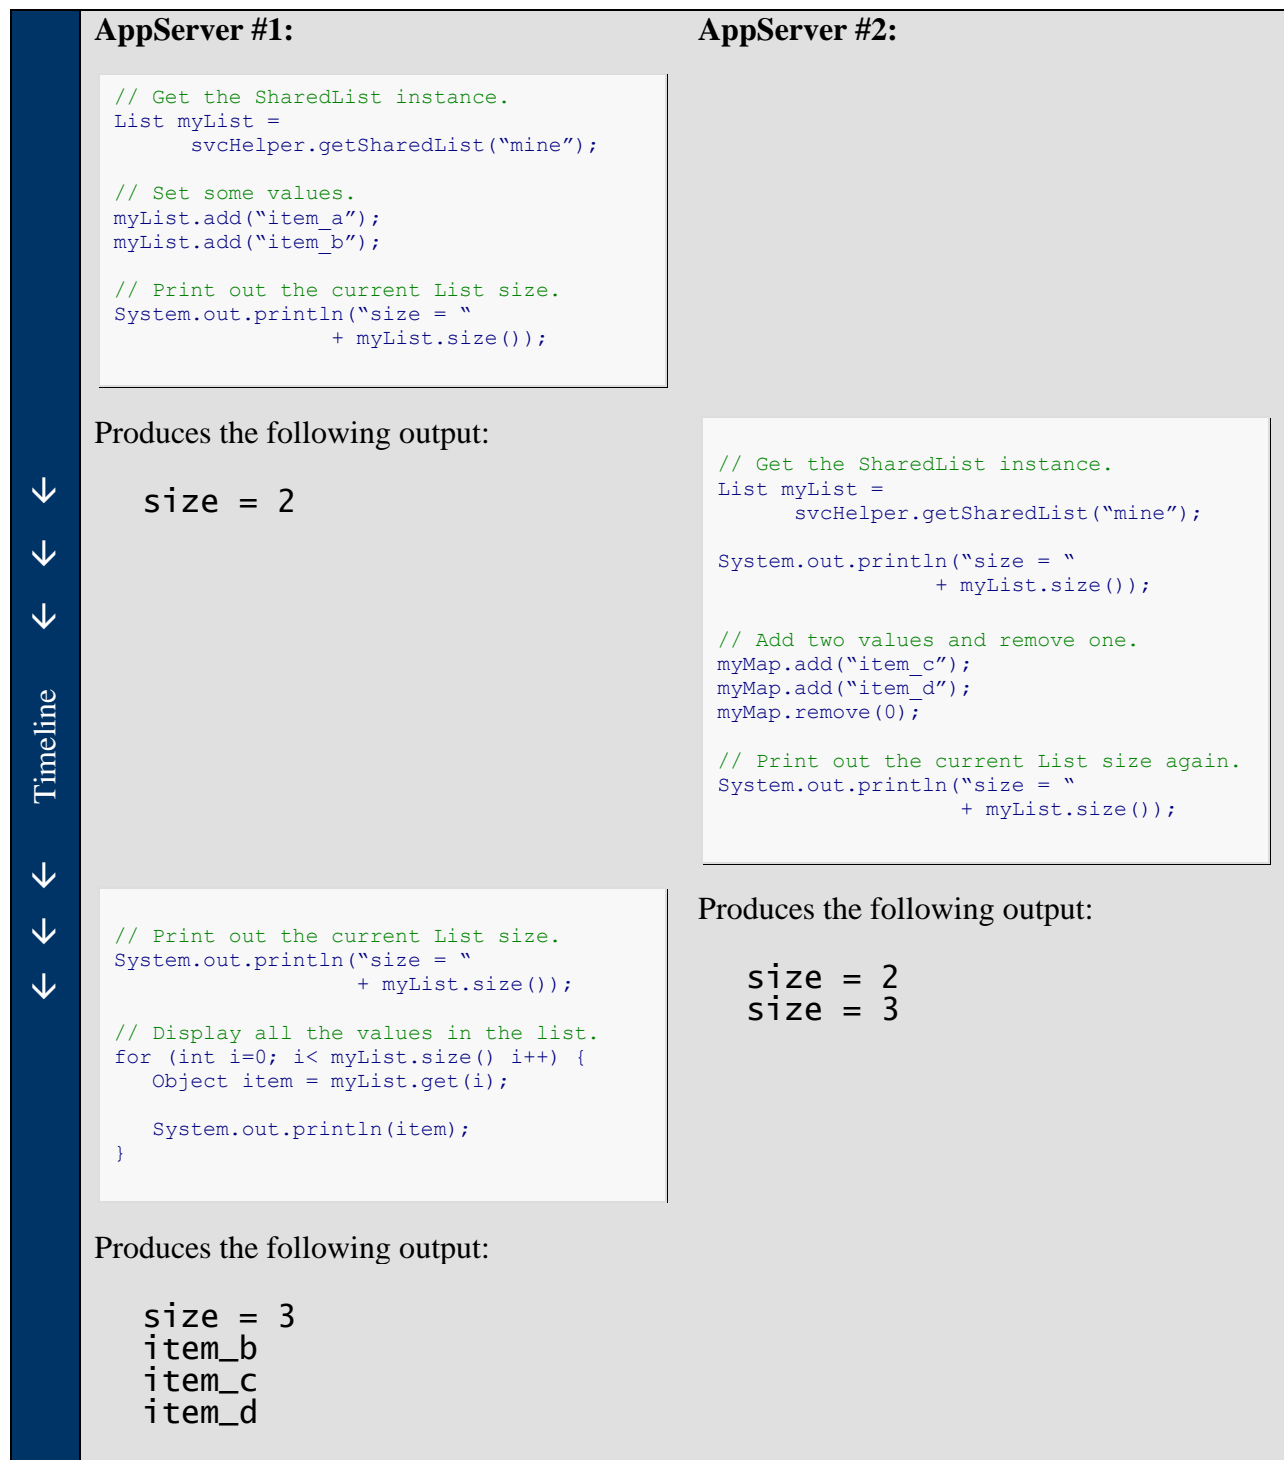 AppServer #1:
AppServer #2:
// Get the SharedList instance.
List myList =
svcHelper.getSharedList(“mine”);
// Set some values.
myList.add(“item_a”);
myList.add(“item_b”);
// Print out the current List size.
System.out.println(“size = “
+ myList.size());
Produces the following output:
size = 2
// Get the SharedList instance.
List myList =
svcHelper.getSharedList(“mine”);
System.out.println(“size = “
+ myList.size());
// Add two values and remove one.
myMap.add(“item_c”);
myMap.add(“item_d”);
myMap.remove(0);
// Print out the current List size again.
System.out.println(“size = “
+ myList.size());
Timeline
Produces the following output:
size = 2
size = 3
// Print out the current List size.
System.out.println(“size = “
+ myList.size());
// Display all the values in the list.
for (int i=0; i< myList.size() i++) {
Object item = myList.get(i);
System.out.println(item);
}
Produces the following output:
size = 3
item_b
item_c
item_d